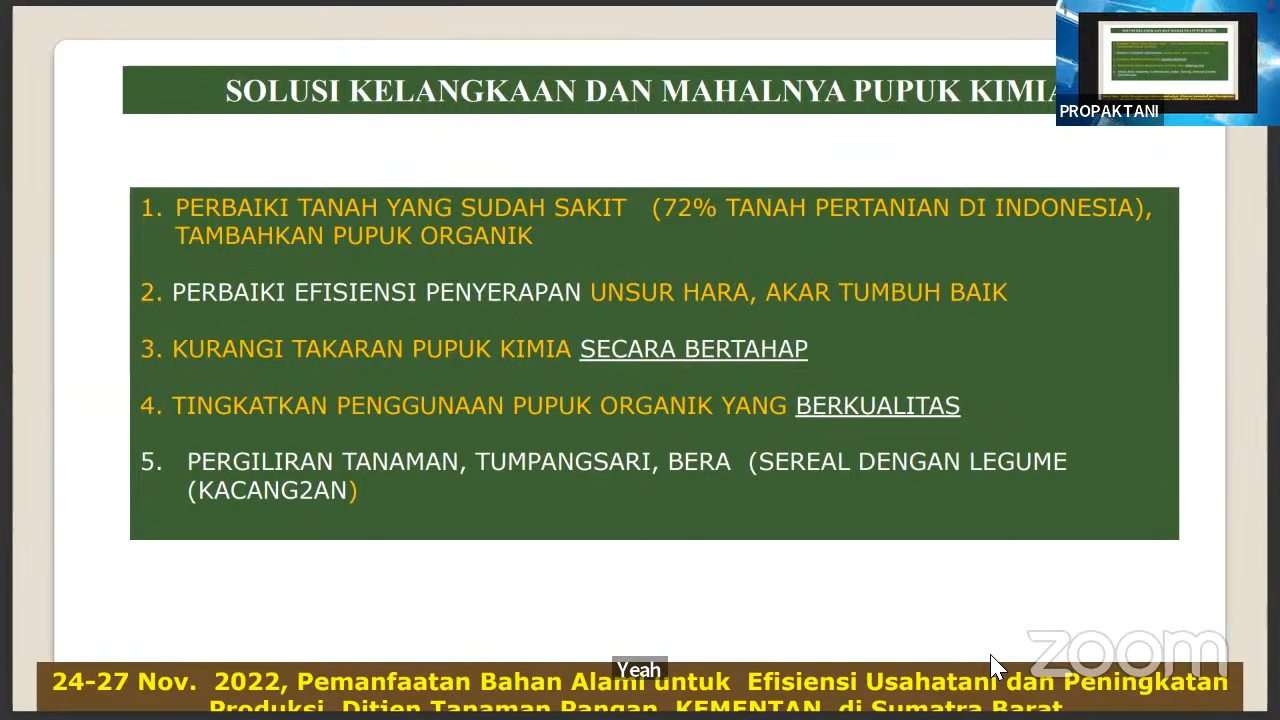 SOLUSI KELANGKAAN DAN MAHALNYA PUPUK KIMIA
PROPAKTANI
1. PERBAIKI TANAH YANG SUDAH SAKIT (72% TANAH PERTANIAN DI INDONESIA),
TAMBAHKAN PUPUK ORGANIK
2. PERBAIKI EFISIENSI PENYERAPAN UNSUR HARA, AKAR TUMBUH BAIK
3. KURANGI TAKARAN PUPUK KIMIA SECARA BERTAHAP
4. TINGKATKAN PENGGUNAAN PUPUK ORGANIK YANG BERKUALITAS
5. PERGILIRAN TANAMAN, TUMPANGSARI, BERA (SEREAL DENGAN LEGUME
(KACANG2AN)
zoom
Yeah
24-27 Nov. 2022, Pemanfaatan Bahan Alami untuk Efisiensi Usahatani dan Peningkatan
Produksi, Ditjen Tanaman Pangan, KEMENTAN, di Sumatra Barat